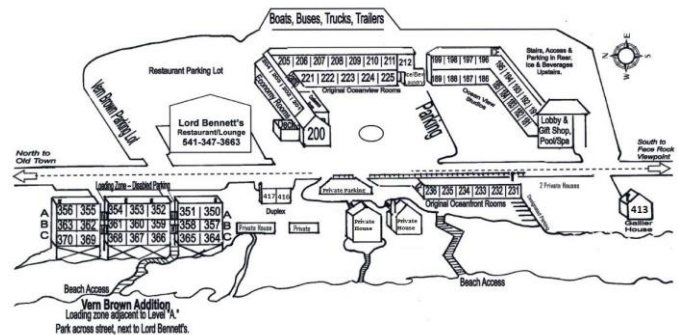 Boats, Buses, Trucks, Trailers
Restaurant Parking Lot
Vern Brown Parking Lot
Lord Bennett's
Restaurant/Lounge
541-347-3663
205 206 207 208 209 210 211 212
221 222 223 224 225
Original Oceanview Rooms
Economy Rooms
200
Parking
199 198 197 196
ICE
189 188 187 186
Ocean View
Studios
Stairs, Access &
Parking in Rear.
Ice & Beverages
Upstairs.
Lobby &
Gift Shop,
Pool/Spa
N
S
W
North to
Old Town
South to
Face Rock
Viewpoint
Loading Zone – Disabled Parking
356 355 354 353 352 351 350
363 362 361 360 359 358 357
370 369 368 367 366 365 364
A
B
C
A
B
C
417 416
Duplex
Private House
Private
Private Parking
Private
House
Private
House
236 235 234 233 232 231
Original Oceanfront Rooms
2 Private Houses
413
House
Beach Access
Beach Access
Vern Brown Addition
Loading zone adjacent to Level "A."
Park across street, next to Lord Bennett's.